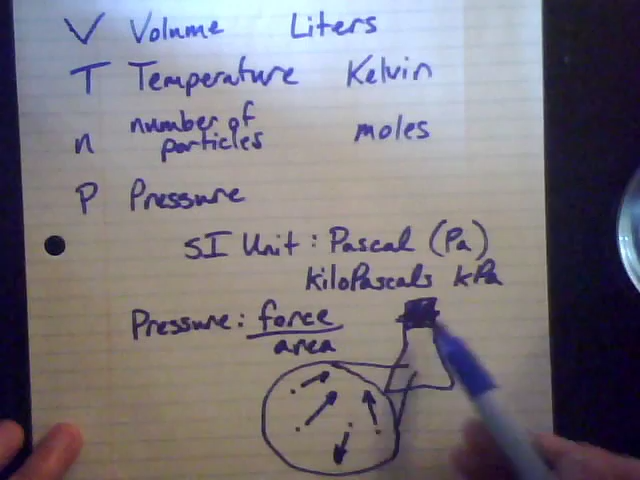 V Volume Liters
T Temperature Kelvin
n number of particles moles
P Pressure
SI Unit : Pascal (Pa)
kiloPascals kPa
Pressure: force
area